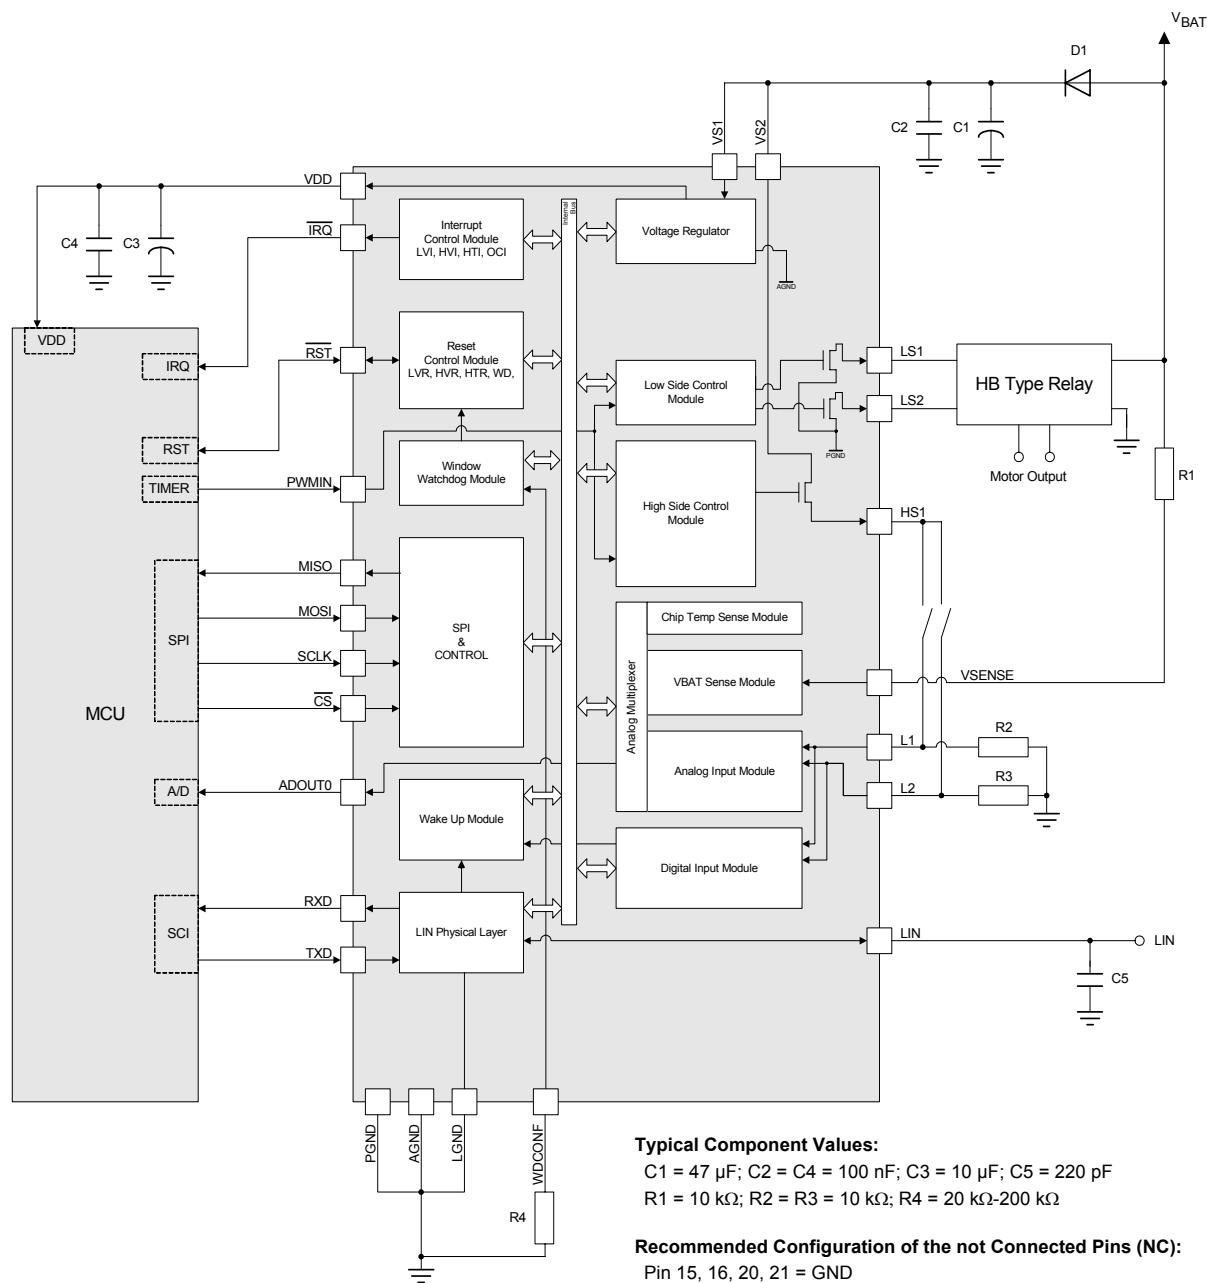 VBAT
D1
VS1
VS2
C2
C1
VDD
C4
C3
IRQ
Interrupt
Control Module
LVI, HVI, HTI, OCI
Internal
Bus
Voltage Regulator
AGND
VDD
IRQ
RST
Reset
Control Module
LVR, HVR, HTR, WD,
Low Side Control
Module
LS1
LS2
HB Type Relay
Motor Output
PGND
RST
TIMER
PWMIN
Window
Watchdog Module
High Side Control
Module
R1
HS1
MISO
MOSI
SCLK
CS
SPI
SPI
&
CONTROL
MCU
Analog Multiplexer
Chip Temp Sense Module
VBAT Sense Module
VSENSE
Analog Input Module
L1
L2
R2
R3
A/D
ADOUT0
Wake Up Module
Digital Input Module
RXD
TXD
SCI
LIN Physical Layer
LIN
LIN
C5
PGND
AGND
LGND
WDCONF
R4
Typical Component Values:
C1 = 47 µF; C2 = C4 = 100 nF; C3 = 10 µF; C5 = 220 pF
R1 = 10 kΩ; R2 = R3 = 10 kΩ; R4 = 20 kΩ-200 kΩ
Recommended Configuration of the not Connected Pins (NC):
Pin 15, 16, 20, 21 = GND